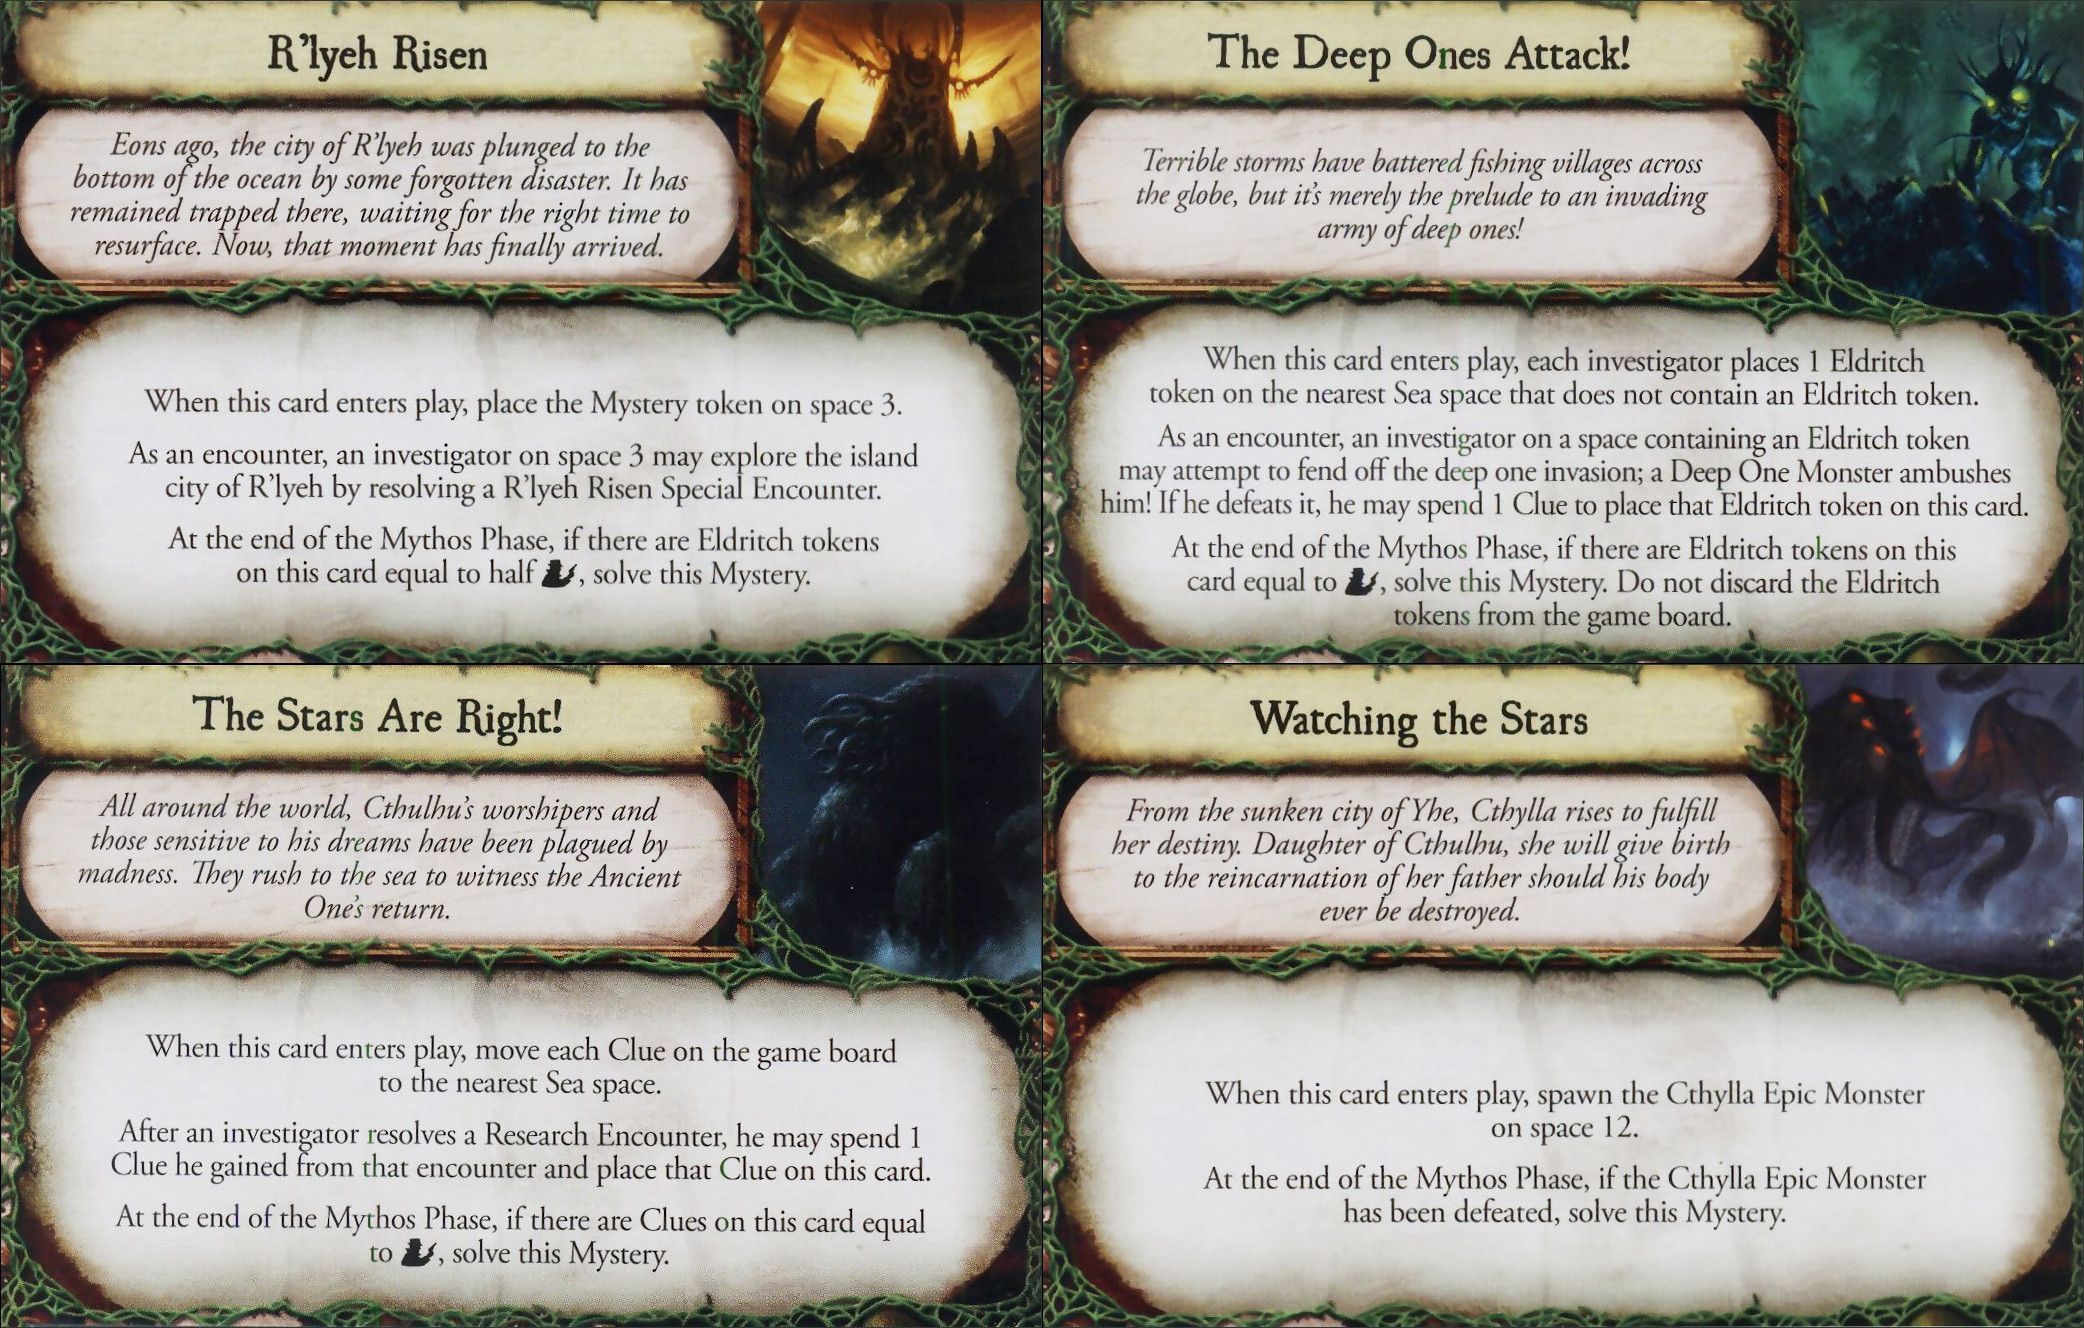 R'lyeh Risen
Eons ago, the city of R'lyeh was plunged to the
bottom of the ocean by some forgotten disaster. It has
remained trapped there, waiting for the right time to
resurface. Now, that moment has finally arrived.
When this card enters play, place the Mystery token on space 3.
As an encounter, an investigator on space 3 may explore the island
city of R'lyeh by resolving a R'lyeh Risen Special Encounter.
At the end of the Mythos Phase, if there are Eldritch tokens
on this card equal to half , solve this Mystery.
The Deep Ones Attack!
Terrible storms have battered fishing villages across
the globe, but it's merely the prelude to an invading
army of deep ones!
When this card enters play, each investigator places 1 Eldritch
token on the nearest Sea space that does not contain an Eldritch token.
As an encounter, an investigator on a space containing an Eldritch token
may attempt to fend off the deep one invasion; a Deep One Monster ambushes
him! If he defeats it, he may spend 1 Clue to place that Eldritch token on this card.
At the end of the Mythos Phase, if there are Eldritch tokens on this
card equal to , solve this Mystery. Do not discard the Eldritch
tokens from the game board.
The Stars Are Right!
All around the world, Cthulhu's worshipers and
those sensitive to his dreams have been plagued by
madness. They rush to the sea to witness the Ancient
One's return.
When this card enters play, move each Clue on the game board
to the nearest Sea space.
After an investigator resolves a Research Encounter, he may spend 1
Clue he gained from that encounter and place that Clue on this card.
At the end of the Mythos Phase, if there are Clues on this card equal
to , solve this Mystery.
Watching the Stars
From the sunken city of Yhe, Cthylla rises to fulfill
her destiny. Daughter of Cthulhu, she will give birth
to the reincarnation of her father should his body
ever be destroyed.
When this card enters play, spawn the Cthylla Epic Monster
on space 12.
At the end of the Mythos Phase, if the Cthylla Epic Monster
has been defeated, solve this Mystery.